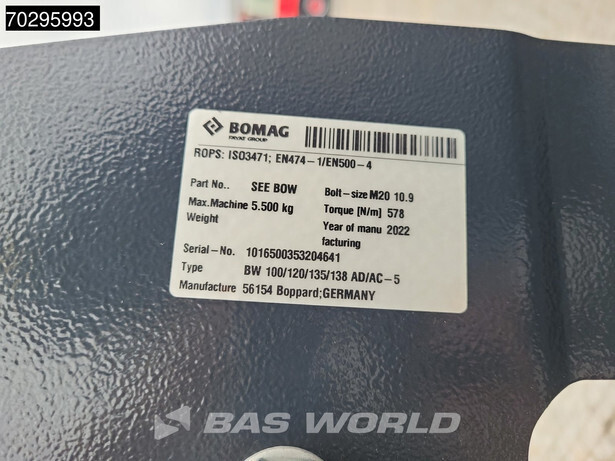 70295993
BOMAG
FAYAT GROUP
ROPS: ISO3471; EN474-1/EN500-4
Part No.. SEE BOW Bolt-size M20 10.9
Max.Machine 5.500 kg Torque [N/m] 578
Weight Year of manu 2022
facturing
Serial-No. 1016500353204641
Type BW 100/120/135/138 AD/AC-5
Manufacture 56154 Boppard;GERMANY
BAS WORLD